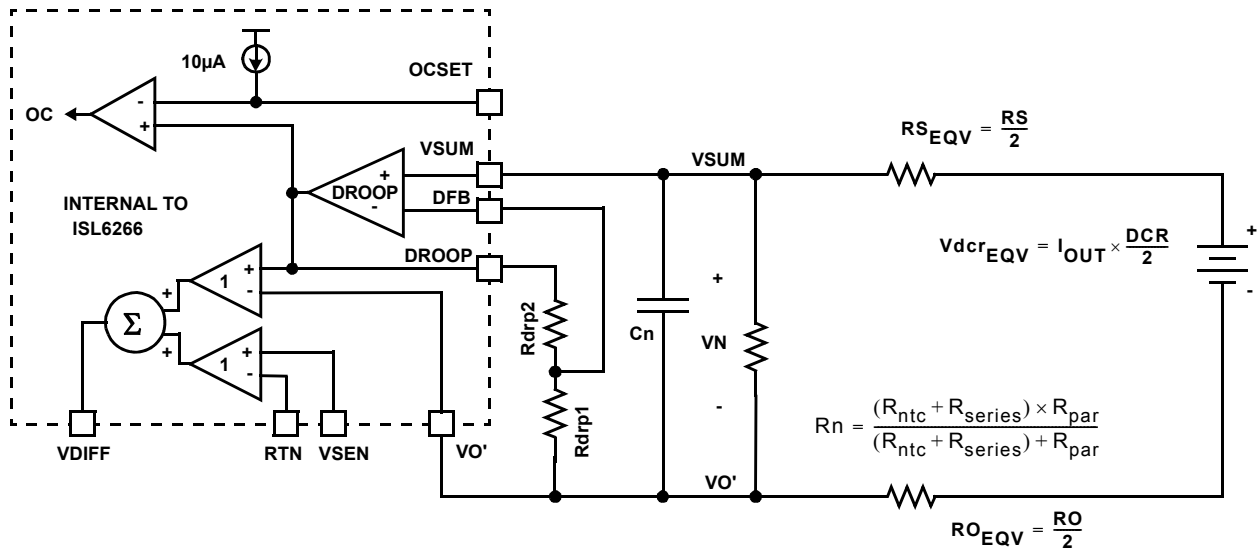 10µA
OCSET
OC
-
+
VSUM
VSUM
RS_EQV = RS/2
INTERNAL TO
ISL6266
+
DROOP
-
DFB
Vdcr_EQV = I_OUT × DCR/2
+
-
DROOP
1
+
-
+
Σ
+
1
+
-
Rdrp2
Rdrp1
Cn
+
VN
-
Rn = (R_ntc + R_series) × R_par / (R_ntc + R_series) + R_par
VDIFF
RTN
VSEN
VO'
VO'
RO_EQV = RO/2